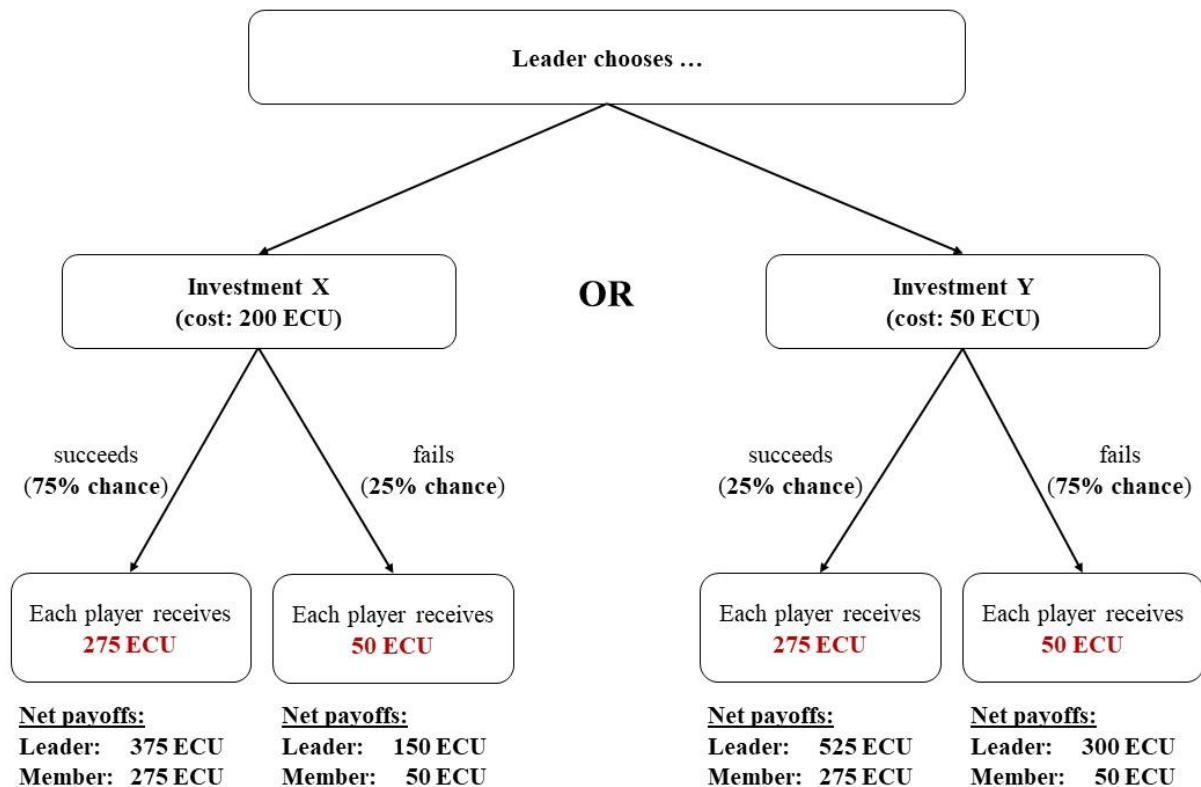 Leader chooses …
Investment X
(cost: 200 ECU)
OR
Investment Y
(cost: 50 ECU)
succeeds
(75% chance)
fails
(25% chance)
succeeds
(25% chance)
fails
(75% chance)
Each player receives
275 ECU
Each player receives
50 ECU
Each player receives
275 ECU
Each player receives
50 ECU
Net payoffs:
Leader: 375 ECU
Member: 275 ECU
Net payoffs:
Leader: 150 ECU
Member: 50 ECU
Net payoffs:
Leader: 525 ECU
Member: 275 ECU
Net payoffs:
Leader: 300 ECU
Member: 50 ECU